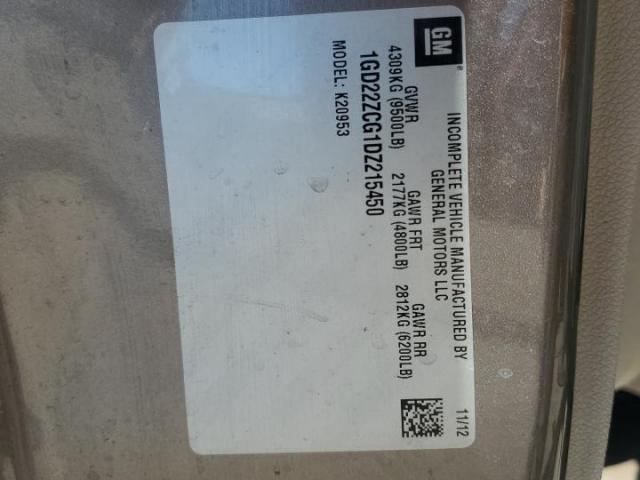 GM
11/12
INCOMPLETE VEHICLE MANUFACTURED BY
GENERAL MOTORS LLC
GVWR GAWR FRT GAWR RR
4309KG (9500LB) 2177KG (4800LB) 2812KG (6200LB)
1GD22ZCG1DZ215450
MODEL: K20953